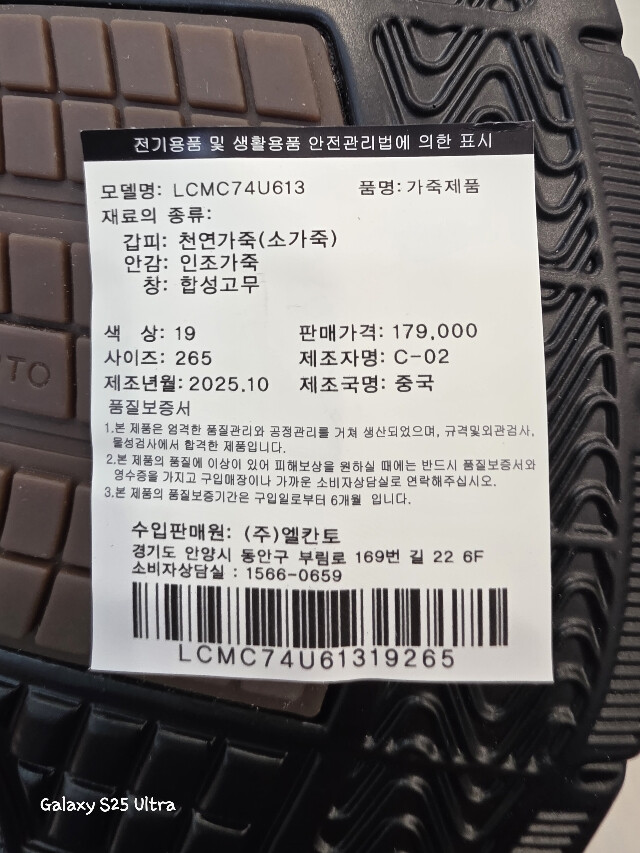 전기용품 및 생활용품 안전관리법에 의한 표시
모델명: LCMC74U613 품명: 가죽제품
재료의 종류:
갑피: 천연가죽(소가죽)
안감: 인조가죽
창: 합성고무
색 상: 19 판매가격: 179,000
사이즈: 265 제조자명: C-02
제조년월: 2025.10 제조국명: 중국
품질보증서
1.본 제품은 엄격한 품질관리와 공정관리를 거쳐 생산되었으며, 규격및외관검사,
물성검사에서 합격한 제품입니다.
2.본 제품의 품질에 이상이 있어 피해보상을 원하실 때에는 반드시 품질보증서와
영수증을 가지고 구입매장이나 가까운 소비자상담실로 연락해주십시오.
3.본 제품의 품질보증기간은 구입일로부터 6개월 입니다.
수입판매원: (주)엘칸토
경기도 안양시 동안구 부림로 169번 길 22 6F
소비자상담실 : 1566-0659
LCMC74U61319265
TO
Galaxy S25 Ultra